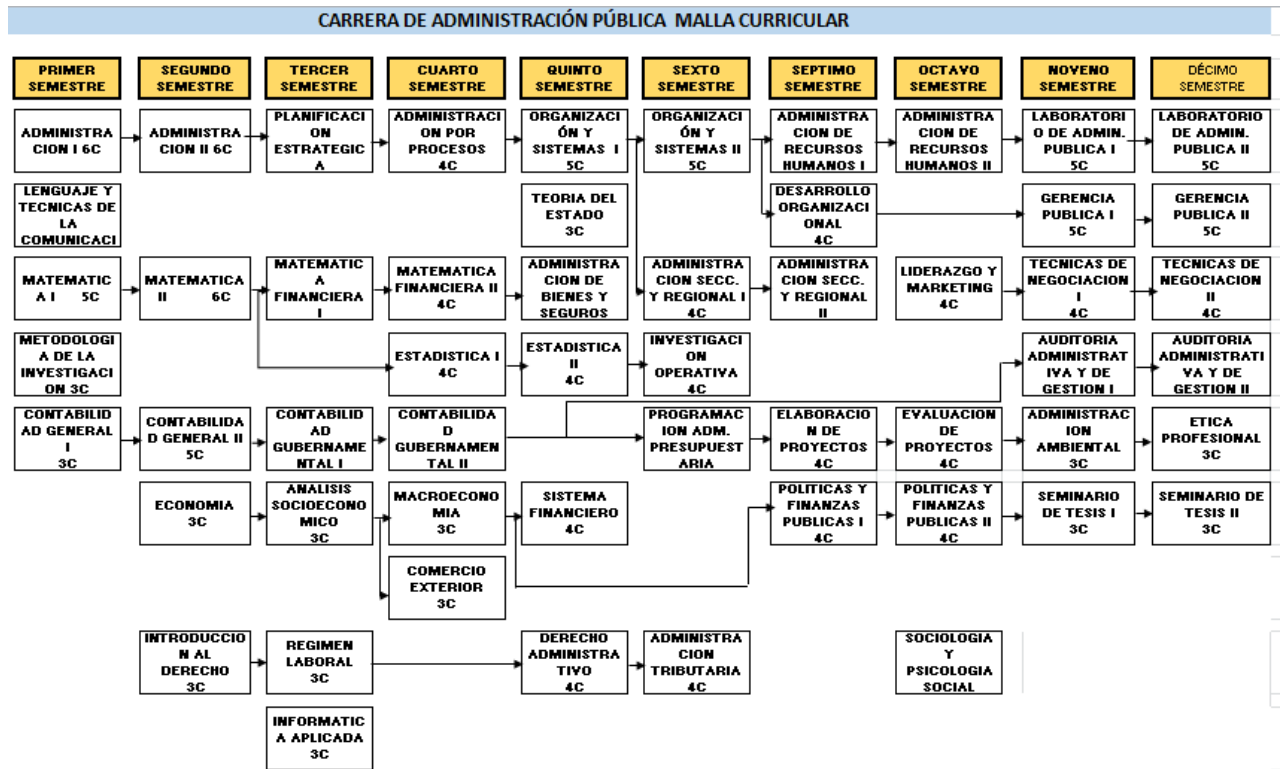 CARRERA DE ADMINISTRACIÓN PÚBLICA MALLA CURRICULAR
PRIMER
SEMESTRE
SEGUNDO
SEMESTRE
TERCER
SEMESTRE
CUARTO
SEMESTRE
QUINTO
SEMESTRE
SEXTO
SEMESTRE
SEPTIMO
SEMESTRE
OCTAVO
SEMESTRE
NOVENO
SEMESTRE
DÉCIMO
SEMESTRE
ADMINISTRA
CION I 6C
ADMINISTRA
CION II 6C
PLANIFICACI
ON
ESTRATEGIC
A
ADMINISTRACI
ON POR
PROCESOS
4C
ORGANIZACI
ÓN Y
SISTEMAS I
5C
ORGANIZACI
ÓN Y
SISTEMAS II
5C
ADMINISTRA
CION DE
RECURSOS
HUMANOS I
ADMINISTRA
CION DE
RECURSOS
HUMANOS II
LABORATORI
O DE ADMIN.
PUBLICA I
5C
LABORATORIO
DE ADMIN.
PUBLICA II
5C
LENGUAJE Y
TECNICAS DE
LA
COMUNICACI
TEORIA DEL
ESTADO
3C
DESARROLLO
ORGANIZACI
ONAL
4C
GERENCIA
PUBLICA I
5C
GERENCIA
PUBLICA II
5C
MATEMATIC
A I 5C
MATEMATICA
II 6C
MATEMATIC
A
FINANCIERA
I
MATEMATICA
FINANCIERA II
4C
ADMINISTRA
CION DE
BIENES Y
SEGUROS
ADMINISTRA
CION SECC.
Y REGIONAL I
4C
ADMINISTRA
CION SECC.
Y REGIONAL
II
LIDERAZGO Y
MARKETING
4C
TECNICAS DE
NEGOCIACION
I
4C
TECNICAS DE
NEGOCIACION
II
4C
METODOLOGI
A DE LA
INVESTIGACI
ON 3C
ESTADISTICA I
4C
ESTADISTICA
II
4C
INVESTIGACI
ON
OPERATIVA
4C
AUDITORIA
ADMINISTRAT
IVA Y DE
GESTION I
AUDITORIA
ADMINISTRATI
VA Y DE
GESTION II
CONTABILID
AD GENERAL
I
3C
CONTABILIDA
D GENERAL II
5C
CONTABILID
AD
GUBERNAME
NTAL I
CONTABILIDA
D
GUBERNAMEN
TAL II
PROGRAMAC
ION ADM.
PRESUPUEST
ARIA
ELABORACIO
N DE
PROYECTOS
4C
EVALUACION
DE
PROYECTOS
4C
ADMINISTRAC
ION
AMBIENTAL
3C
ETICA
PROFESIONAL
3C
ECONOMIA
3C
ANALISIS
SOCIOECONO
MICO
3C
MACROECONO
MIA
3C
SISTEMA
FINANCIERO
4C
POLITICAS Y
FINANZAS
PUBLICAS I
4C
POLITICAS Y
FINANZAS
PUBLICAS II
4C
SEMINARIO
DE TESIS I
3C
SEMINARIO DE
TESIS II
3C
COMERCIO
EXTERIOR
3C
INTRODUCCIO
N AL
DERECHO
3C
REGIMEN
LABORAL
3C
DERECHO
ADMINISTRA
TIVO
4C
ADMINISTRA
CION
TRIBUTARIA
4C
SOCIOLOGIA
Y
PSICOLOGIA
SOCIAL
INFORMATIC
A APLICADA
3C